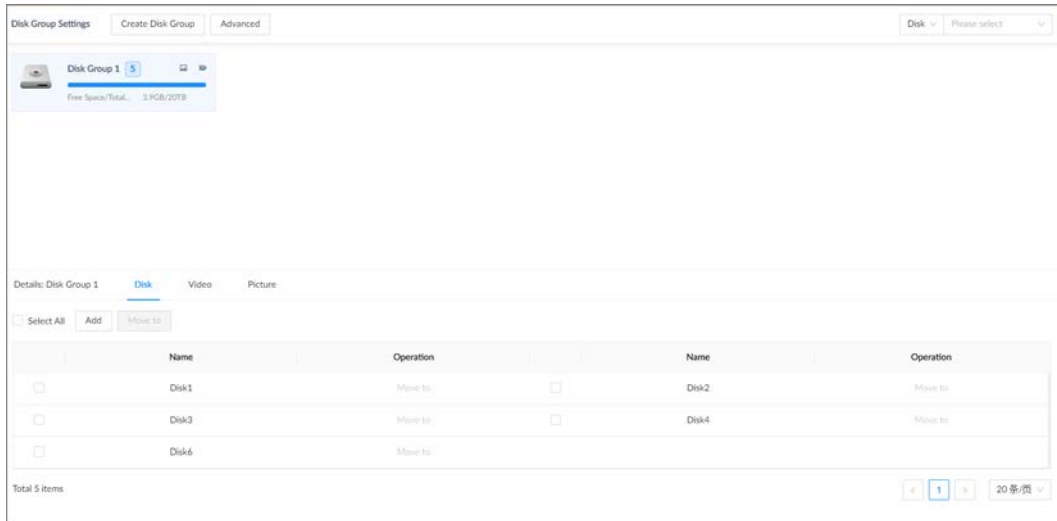 Disk Group Settings Create Disk Group Advanced Disk Please select
Disk Group 1 5
Free Space/Total... 3.9GB/20TB
Details: Disk Group 1 Disk Video Picture
Select All Add Move to
Name Operation Name Operation
Disk1 Move to Disk2 Move to
Disk3 Move to Disk4 Move to
Disk6 Move to
Total 5 items < 1 > 20 条/页